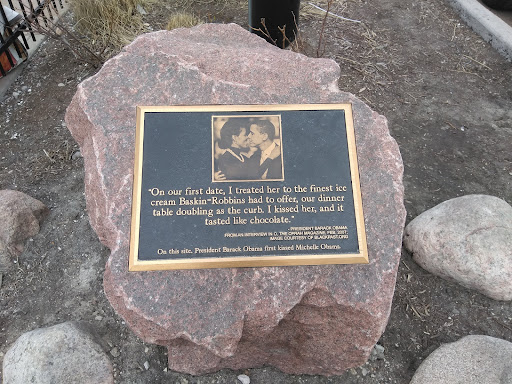 "On our first date, I treated her to the finest ice
cream Baskin-Robbins had to offer, our dinner
table doubling as the curb. I kissed her, and it
tasted like chocolate."
- PRESIDENT BARACK OBAMA
FROM AN INTERVIEW IN O, THE OPRAH MAGAZINE, FEB. 2007;
IMAGE COURTESY OF BLACKPAST.ORG
On this site, President Barack Obama first kissed Michelle Obama.